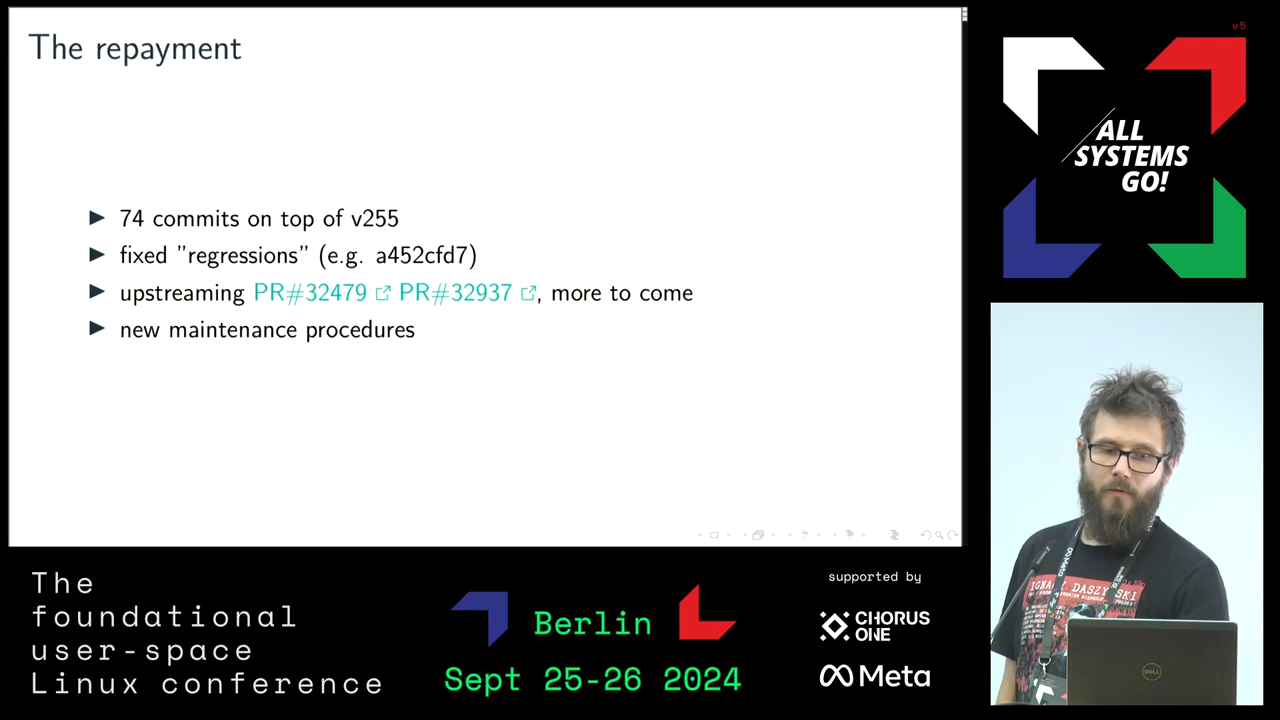 The repayment
74 commits on top of v255
fixed ”regressions” (e.g. a452cfd7)
upstreaming PR#32479 PR#32937, more to come
new maintenance procedures
v5
ALL
SYSTEMS
GO!
The
foundational
user-space
Linux conference
Berlin
Sept 25-26 2024
supported by
CHORUS
ONE
Meta
Meta
DELL